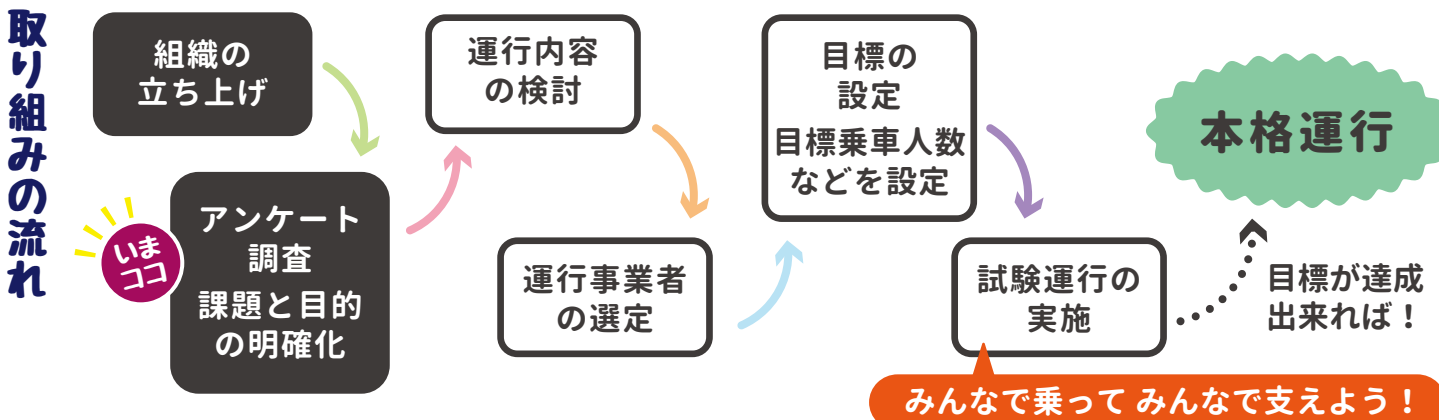 取り組みの流れ
組織の
立ち上げ
いま
ココ
アンケート
調査
課題と目的
の明確化
運行内容
の検討
運行事業者
の選定
目標の
設定
目標乗車人数
などを設定
試験運行の
実施
みんなで乗って みんなで支えよう！
目標が達成
出来れば！
本格運行